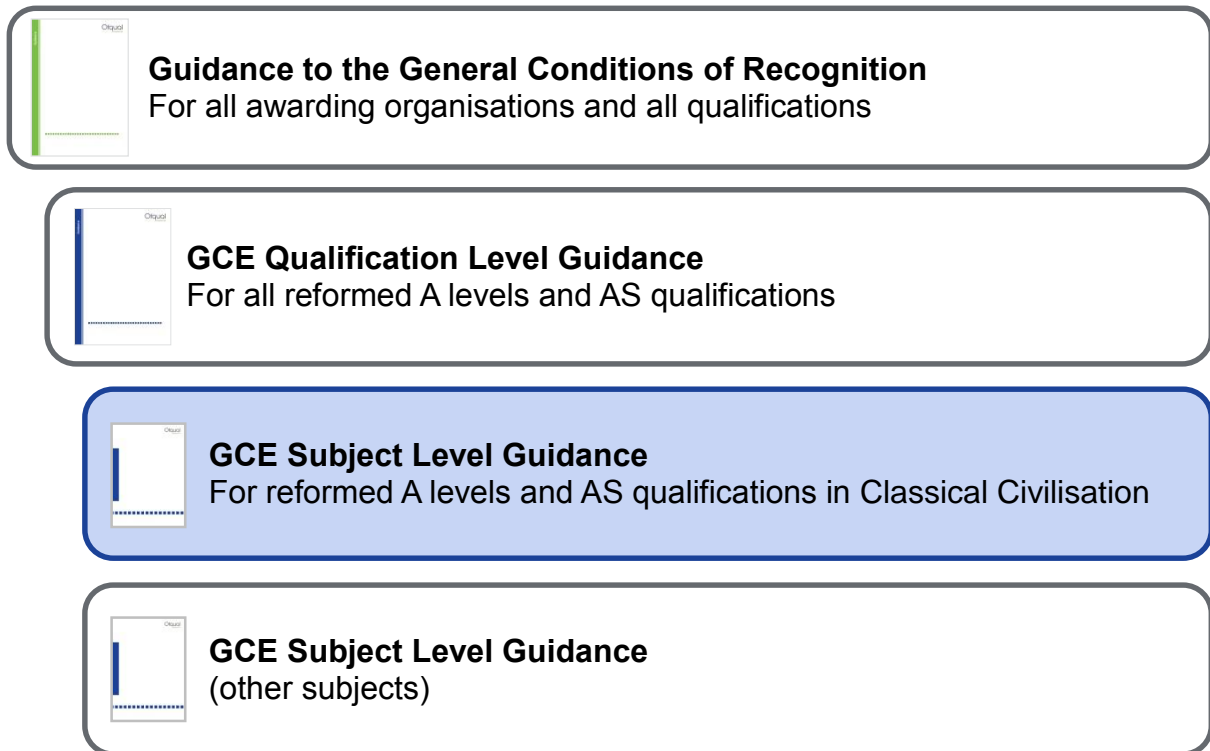 Ofqual
Guidance to the General Conditions of Recognition
For all awarding organisations and all qualifications
Ofqual
GCE Qualification Level Guidance
For all reformed A levels and AS qualifications
Ofqual
GCE Subject Level Guidance
For reformed A levels and AS qualifications in Classical Civilisation
Ofqual
GCE Subject Level Guidance
(other subjects)